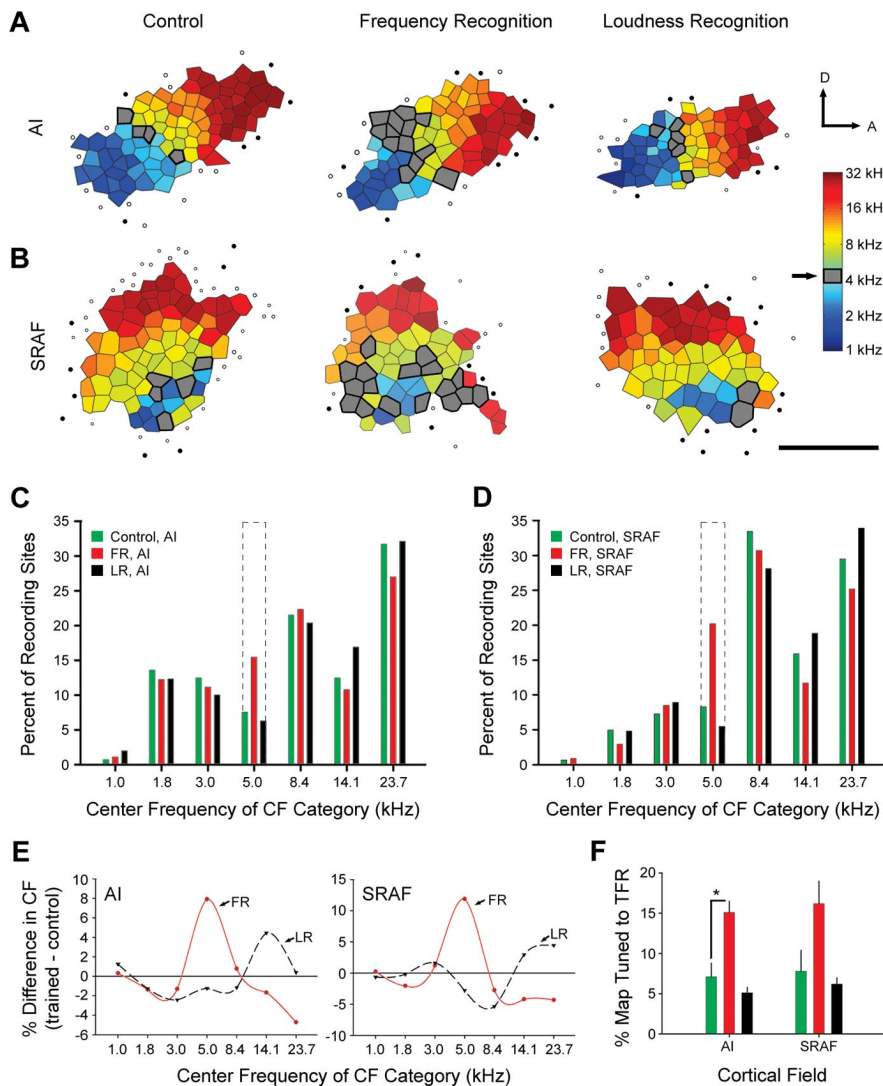 A
Control
Frequency Recognition
Loudness Recognition
AI
D
A
32 kH
16 kH
8 kHz
4 kHz
2 kHz
1 kHz
B
SRAF
C
Percent of Recording Sites
35
30
25
20
15
10
5
0
Control, AI
FR, AI
LR, AI
1.0 1.8 3.0 5.0 8.4 14.1 23.7
Center Frequency of CF Category (kHz)
D
Percent of Recording Sites
35
30
25
20
15
10
5
0
Control, SRAF
FR, SRAF
LR, SRAF
1.0 1.8 3.0 5.0 8.4 14.1 23.7
Center Frequency of CF Category (kHz)
E
% Difference in CF
(trained - control)
AI
10
8
6
4
2
0
-2
-4
-6
FR
LR
1.0 1.8 3.0 5.0 8.4 14.1 23.7
SRAF
15
10
5
0
-5
-10
FR
LR
1.0 1.8 3.0 5.0 8.4 14.1 23.7
Center Frequency of CF Category (kHz)
F
% Map Tuned to TFR
20
15
10
5
0
*
AI SRAF
Cortical Field